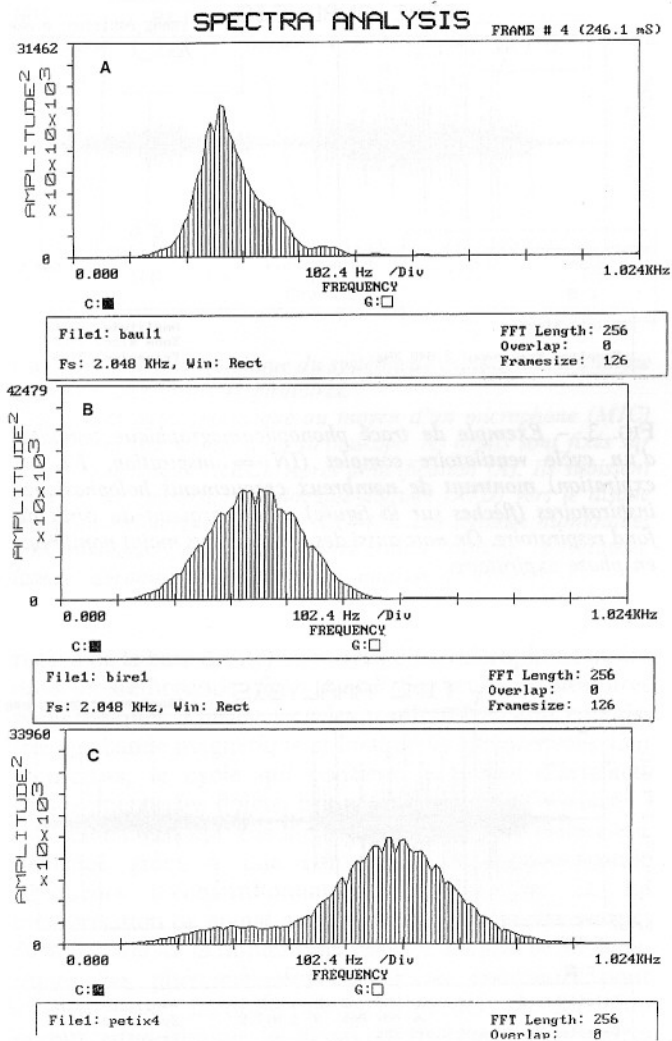 SPECTRA ANALYSIS
FRAME # 4 (246.1 mS)
31462
A
AMPLITUDE²
x10x10³
0
0.000
102.4 Hz /Div
1.024KHz
FREQUENCY
C:
G:
File1: baul1
FFT Length: 256
Overlap: 0
Fs: 2.048 KHz, Win: Rect
Framesize: 126
42479
B
AMPLITUDE²
x10x10³
0
0.000
102.4 Hz /Div
1.024KHz
FREQUENCY
C:
G:
File1: bire1
FFT Length: 256
Overlap: 0
Fs: 2.048 KHz, Win: Rect
Framesize: 126
33960
C
AMPLITUDE²
x10x10³
0
0.000
102.4 Hz /Div
1.024KHz
FREQUENCY
C:
G:
File1: petix4
FFT Length: 256
Overlap: 0